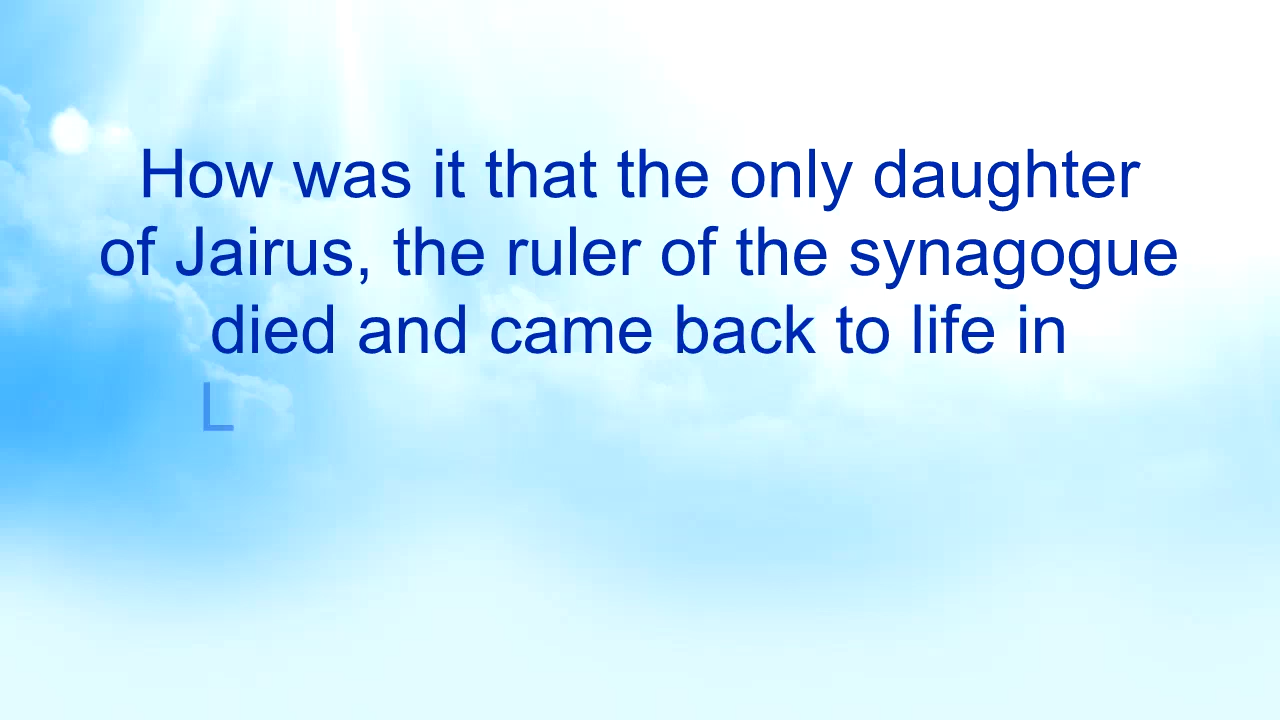 How was it that the only daughter
of Jairus, the ruler of the synagogue
died and came back to life in
L